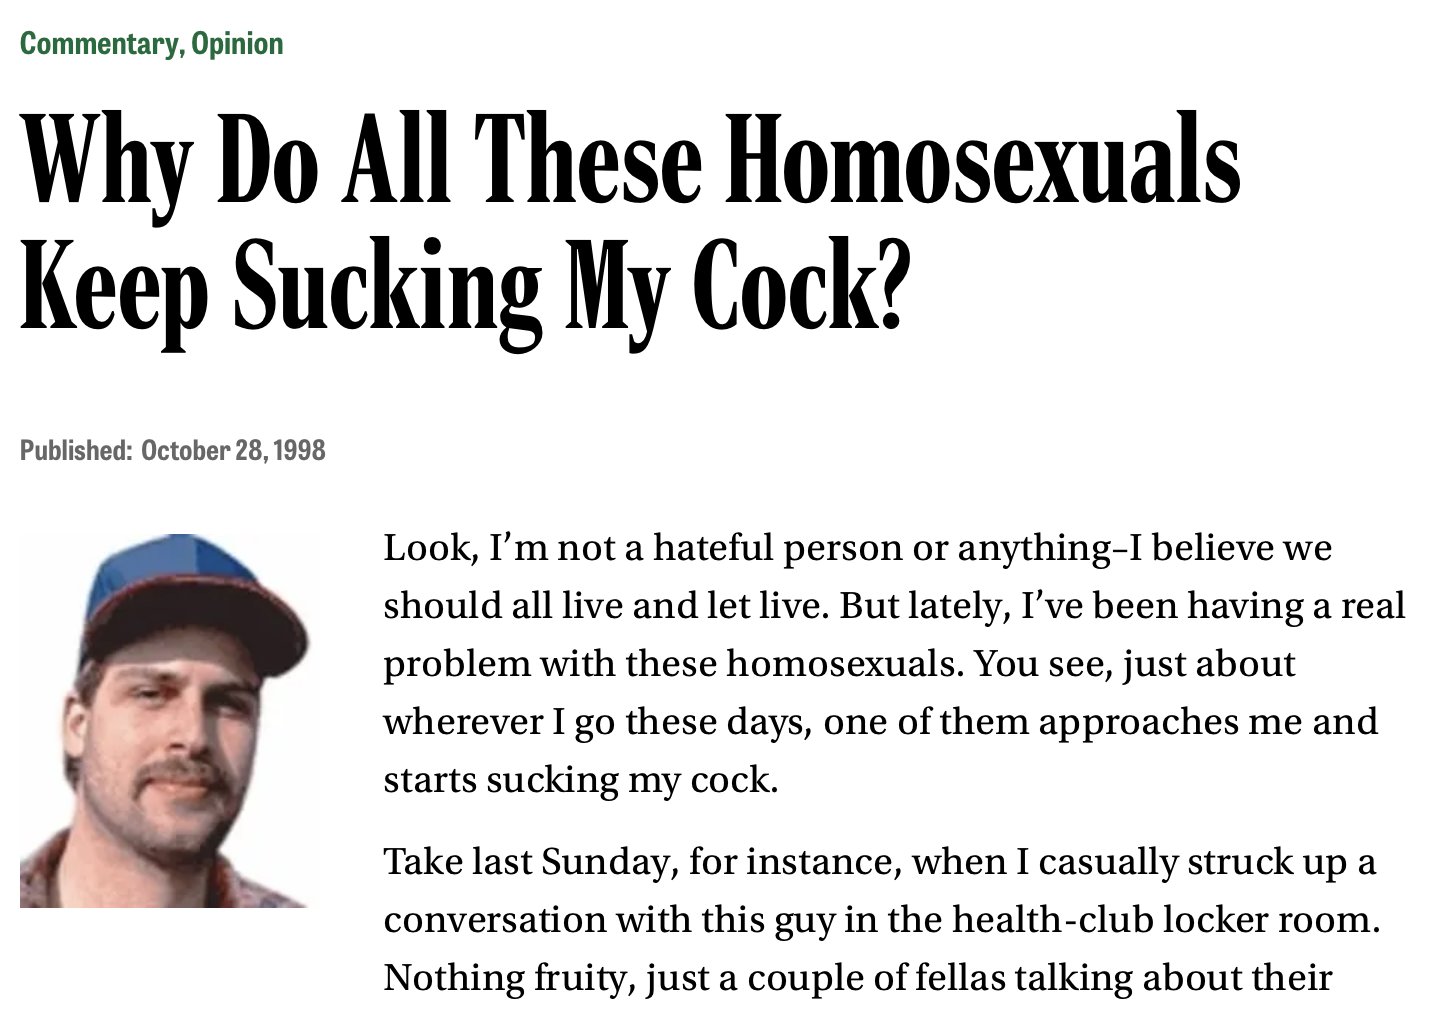 Commentary, Opinion
Why Do All These Homosexuals
Keep Sucking My Cock?
Published: October 28, 1998
Look, I’m not a hateful person or anything–I believe we
should all live and let live. But lately, I’ve been having a real
problem with these homosexuals. You see, just about
wherever I go these days, one of them approaches me and
starts sucking my cock.
Take last Sunday, for instance, when I casually struck up a
conversation with this guy in the health-club locker room.
Nothing fruity, just a couple of fellas talking about their